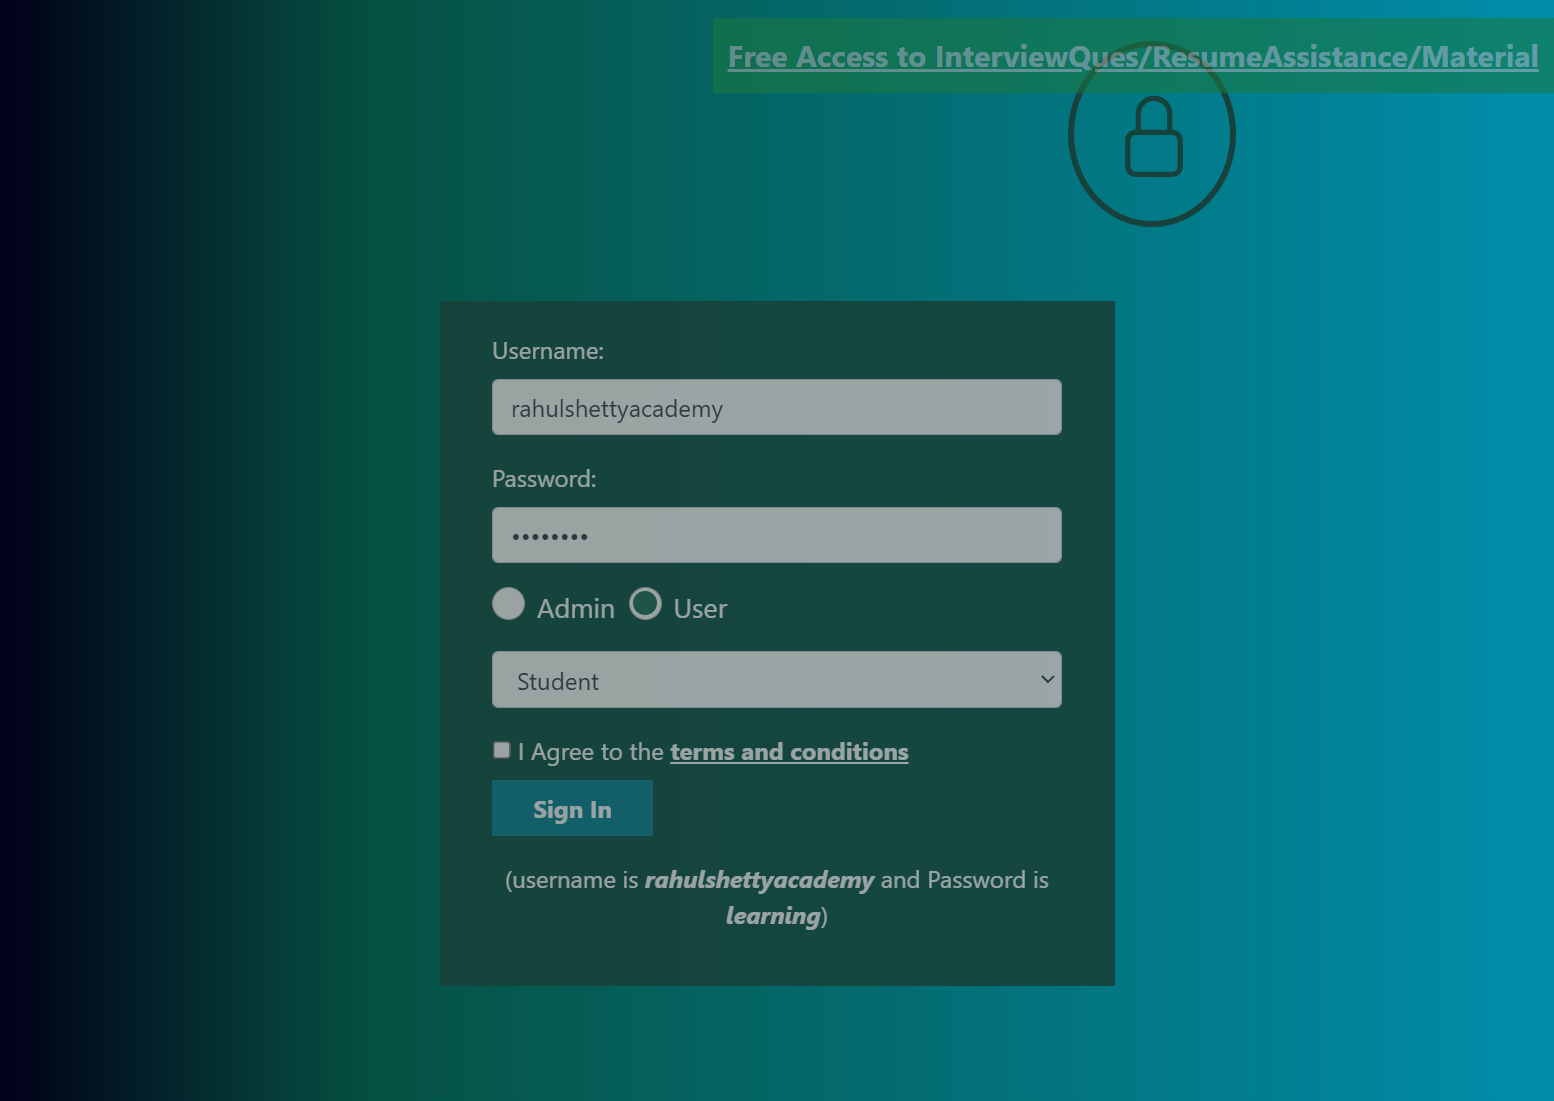 Free Access to InterviewQues/ResumeAssistance/Material
Username:
rahulshettyacademy
Password:
••••••••
Admin User
Student
I Agree to the terms and conditions
Sign In
(username is rahulshettyacademy and Password is
learning)